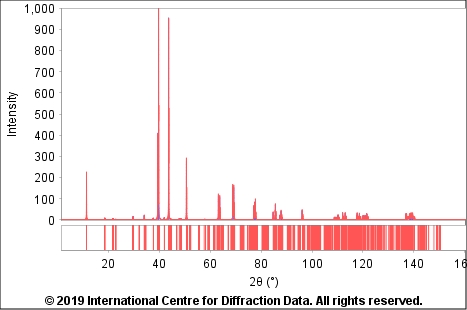 1,000
900
800
700
600
500
400
300
200
100
0
Intensity
20 40 60 80 100 120 140 16
2θ (°)
© 2019 International Centre for Diffraction Data. All rights reserved.